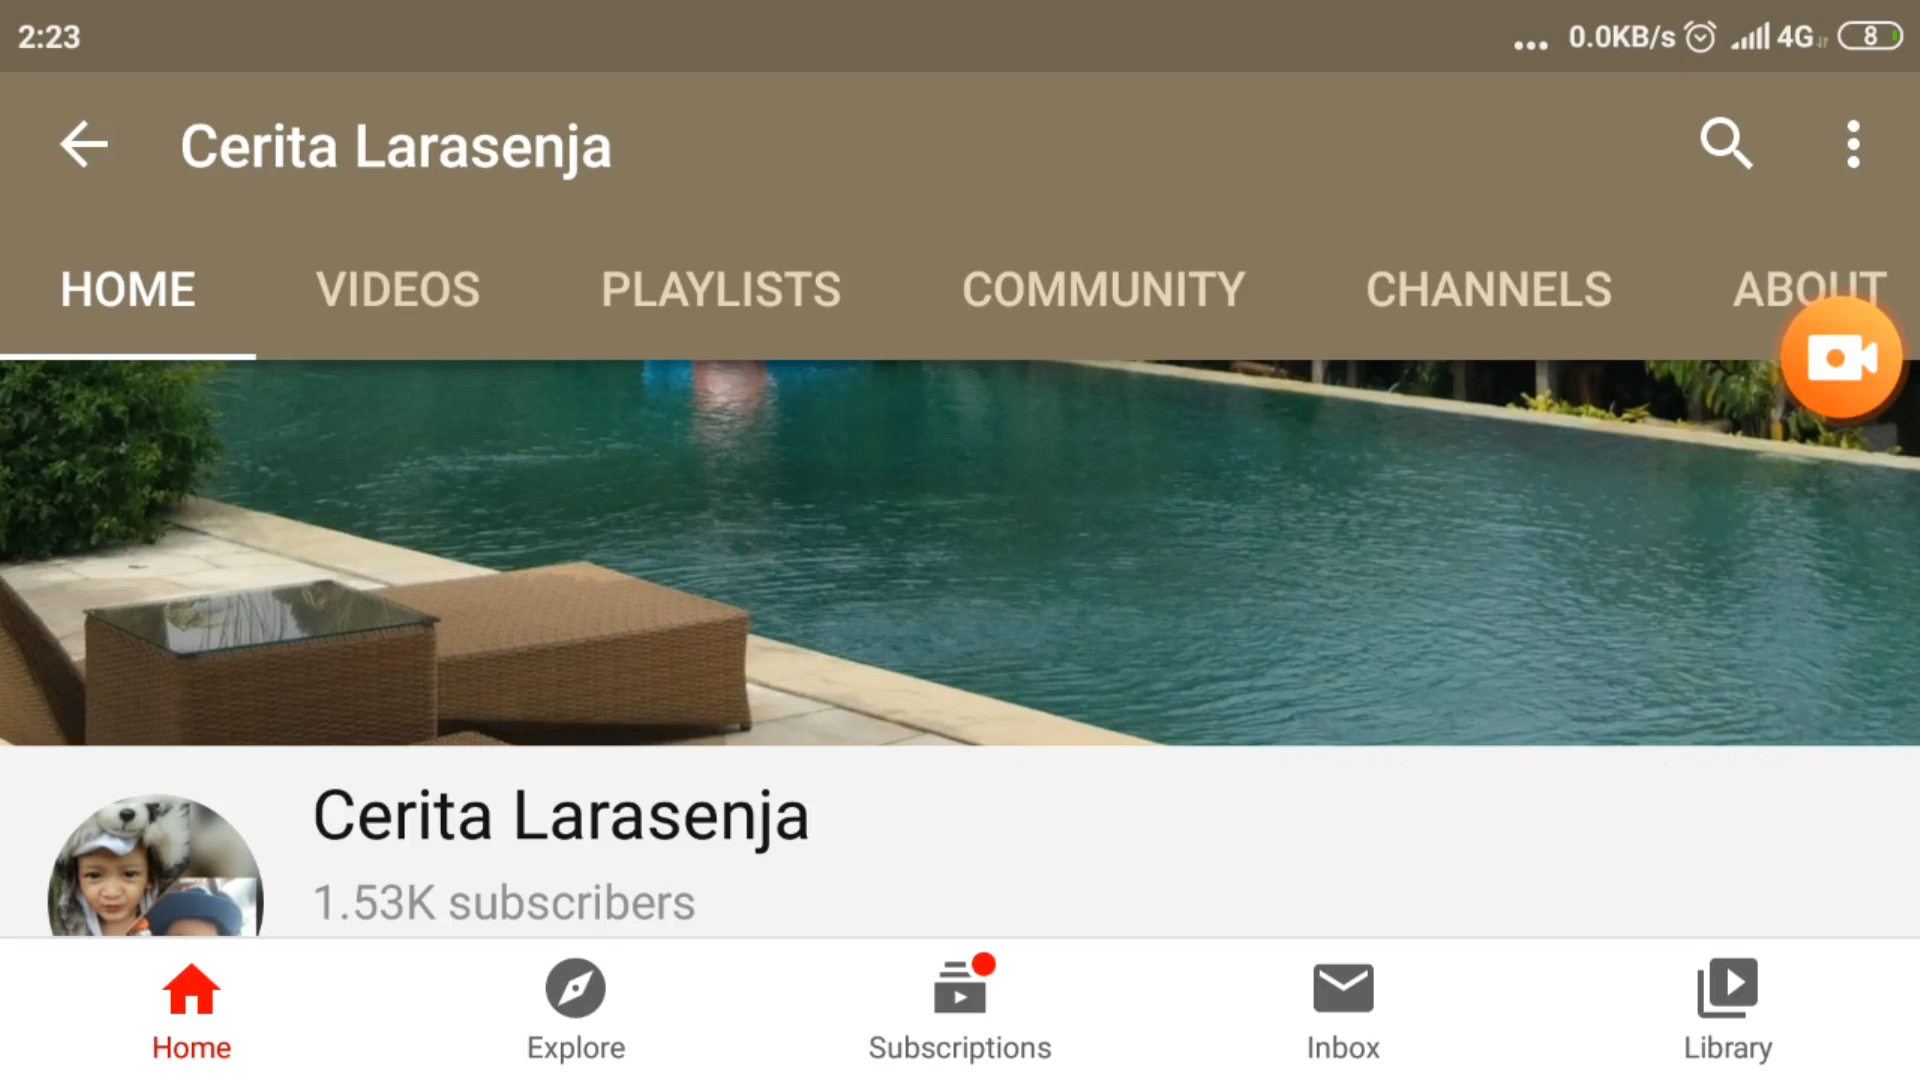 2:23
... 0.0KB/s 4G 8
Cerita Larasenja
HOME VIDEOS PLAYLISTS COMMUNITY CHANNELS ABOUT
Cerita Larasenja
1.53K subscribers
Home Explore Subscriptions Inbox Library